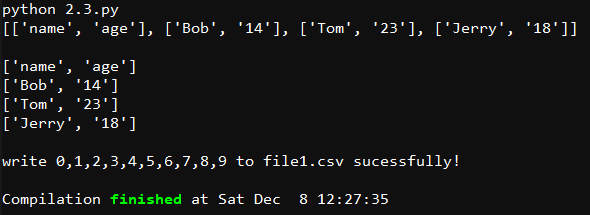 python 2.3.py
[['name', 'age'], ['Bob', '14'], ['Tom', '23'], ['Jerry', '18']]
['name', 'age']
['Bob', '14']
['Tom', '23']
['Jerry', '18']
write 0,1,2,3,4,5,6,7,8,9 to file1.csv sucessfully!
Compilation finished at Sat Dec  8 12:27:35